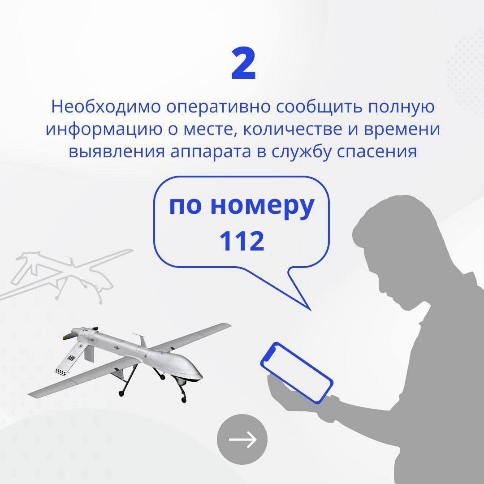 2
Необходимо оперативно сообщить полную
информацию о месте, количестве и времени
выявления аппарата в службу спасения
по номеру
112